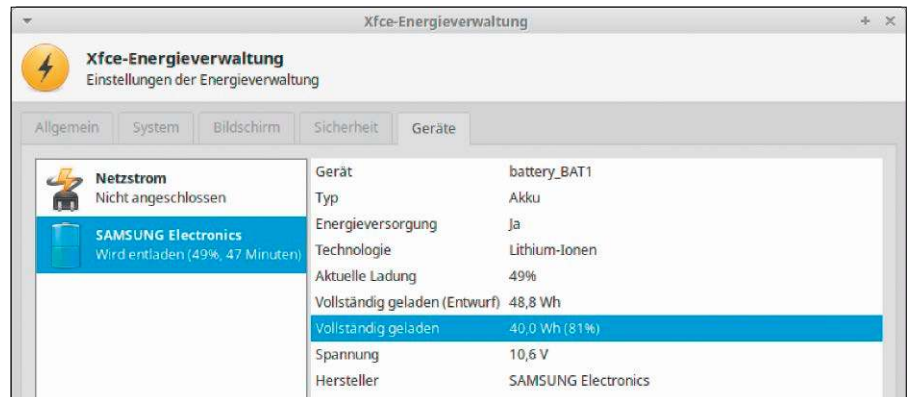 Xfce-Energieverwaltung
Xfce-Energieverwaltung
Einstellungen der Energieverwaltung
Allgemein System Bildschirm Sicherheit Geräte
Netzstrom
Nicht angeschlossen
SAMSUNG Electronics
Wird entladen (49%, 47 Minuten)
Gerät battery_BAT1
Typ Akku
Energieversorgung Ja
Technologie Lithium-Ionen
Aktuelle Ladung 49%
Vollständig geladen (Entwurf) 48,8 Wh
Vollständig geladen 40,0 Wh (81%)
Spannung 10,6 V
Hersteller SAMSUNG Electronics